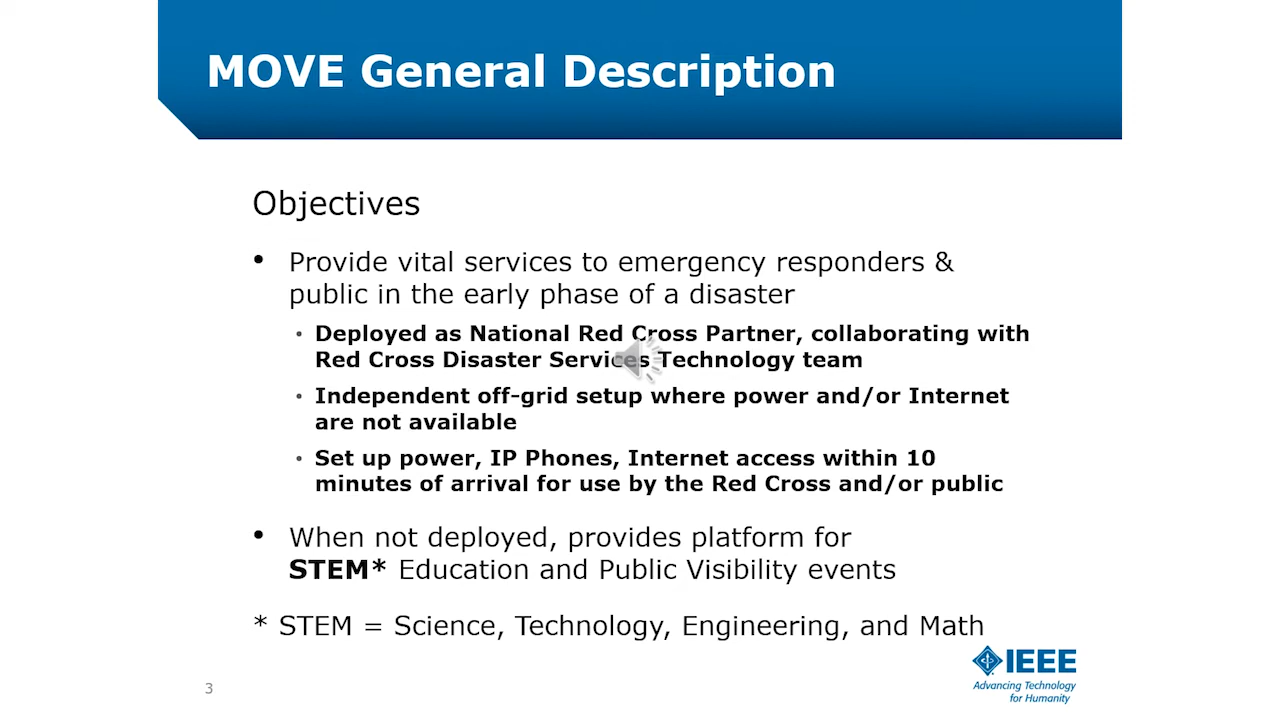 MOVE General Description
Objectives
• Provide vital services to emergency responders &
public in the early phase of a disaster
• Deployed as National Red Cross Partner, collaborating with
Red Cross Disaster Services Technology team
• Independent off-grid setup where power and/or Internet
are not available
• Set up power, IP Phones, Internet access within 10
minutes of arrival for use by the Red Cross and/or public
• When not deployed, provides platform for
STEM* Education and Public Visibility events
* STEM = Science, Technology, Engineering, and Math
3
IEEE
Advancing Technology
for Humanity